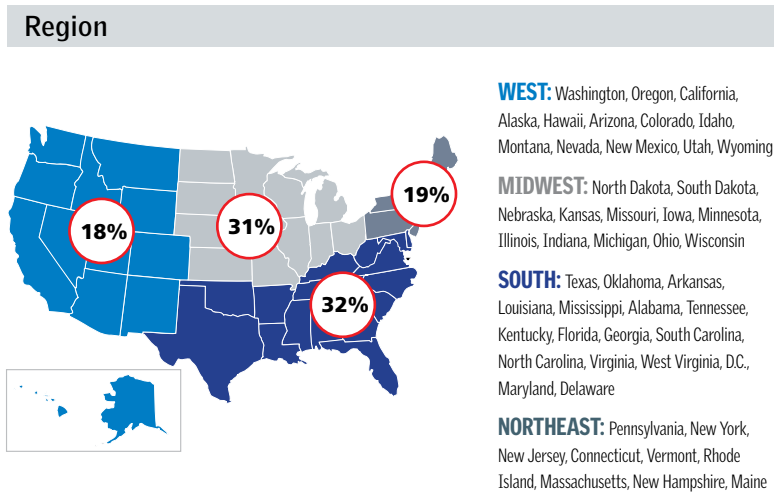 Region
18%
31%
19%
32%
WEST: Washington, Oregon, California,
Alaska, Hawaii, Arizona, Colorado, Idaho,
Montana, Nevada, New Mexico, Utah, Wyoming
MIDWEST: North Dakota, South Dakota,
Nebraska, Kansas, Missouri, Iowa, Minnesota,
Illinois, Indiana, Michigan, Ohio, Wisconsin
SOUTH: Texas, Oklahoma, Arkansas,
Louisiana, Mississippi, Alabama, Tennessee,
Kentucky, Florida, Georgia, South Carolina,
North Carolina, Virginia, West Virginia, D.C.,
Maryland, Delaware
NORTHEAST: Pennsylvania, New York,
New Jersey, Connecticut, Vermont, Rhode
Island, Massachusetts, New Hampshire, Maine